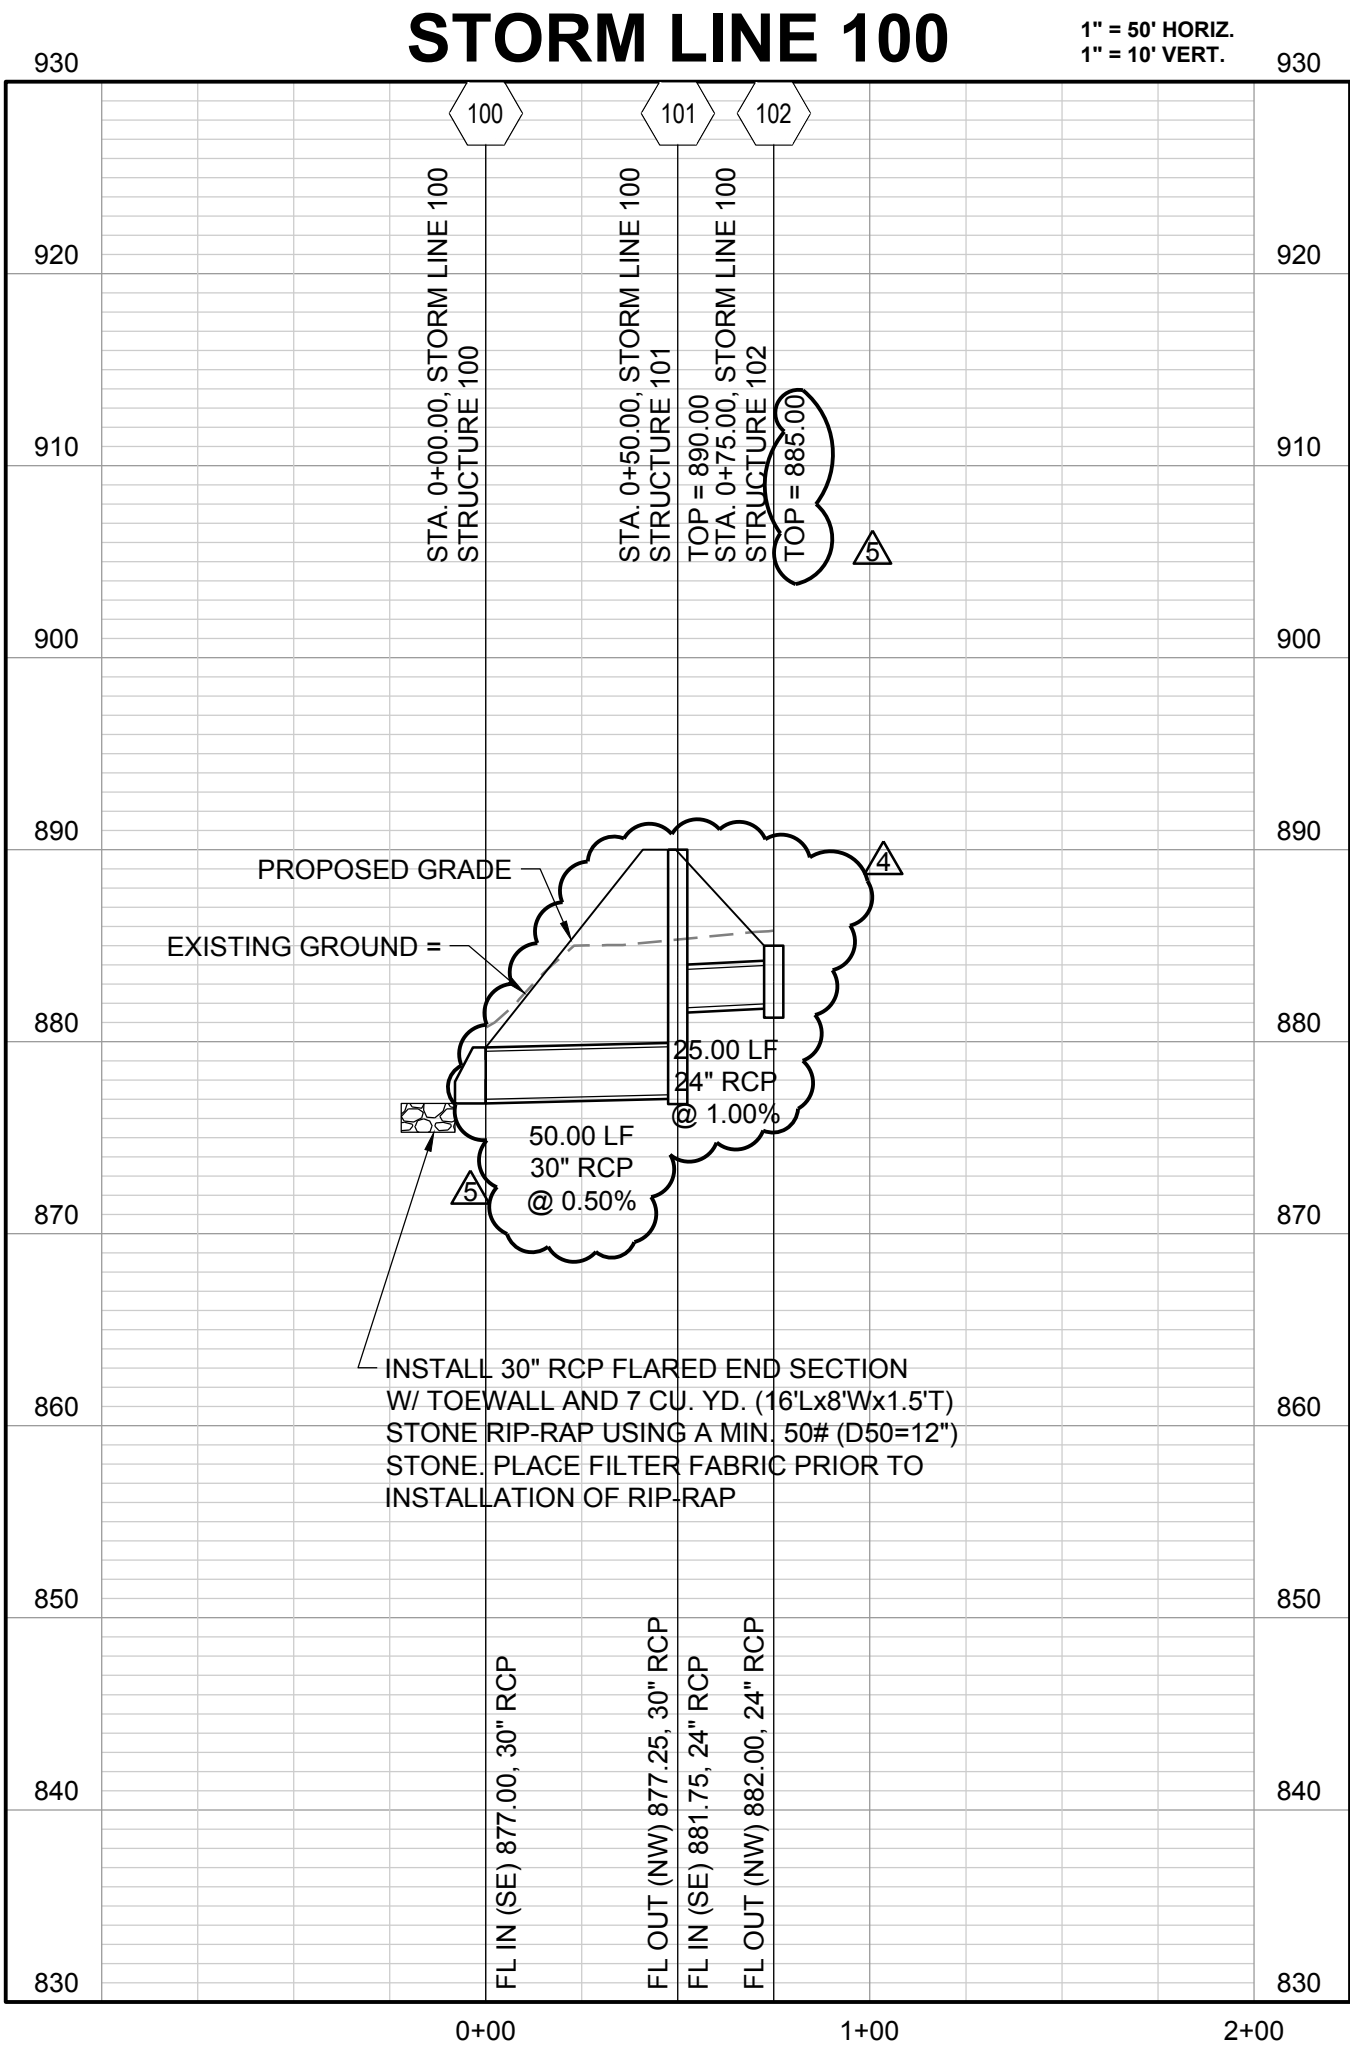 STORM LINE 100
1" = 50' HORIZ.
1" = 10' VERT.
930
930
100
101
102
STA. 0+00.00, STORM LINE 100
STRUCTURE 100
STA. 0+50.00, STORM LINE 100
STRUCTURE 101
TOP = 890.00
STA. 0+75.00, STORM LINE 100
STRUCTURE 102
TOP = 885.00
5
920
920
910
910
900
900
890
890
4
PROPOSED GRADE
EXISTING GROUND =
880
880
25.00 LF
24" RCP
@ 1.00%
50.00 LF
30" RCP
@ 0.50%
5
870
870
INSTALL 30" RCP FLARED END SECTION
W/ TOEWALL AND 7 CU. YD. (16'Lx8'Wx1.5'T)
STONE RIP-RAP USING A MIN. 50# (D50=12")
STONE. PLACE FILTER FABRIC PRIOR TO
INSTALLATION OF RIP-RAP
860
860
850
850
FL IN (SE) 877.00, 30" RCP
FL OUT (NW) 877.25, 30" RCP
FL IN (SE) 881.75, 24" RCP
FL OUT (NW) 882.00, 24" RCP
840
840
830
830
0+00
1+00
2+00